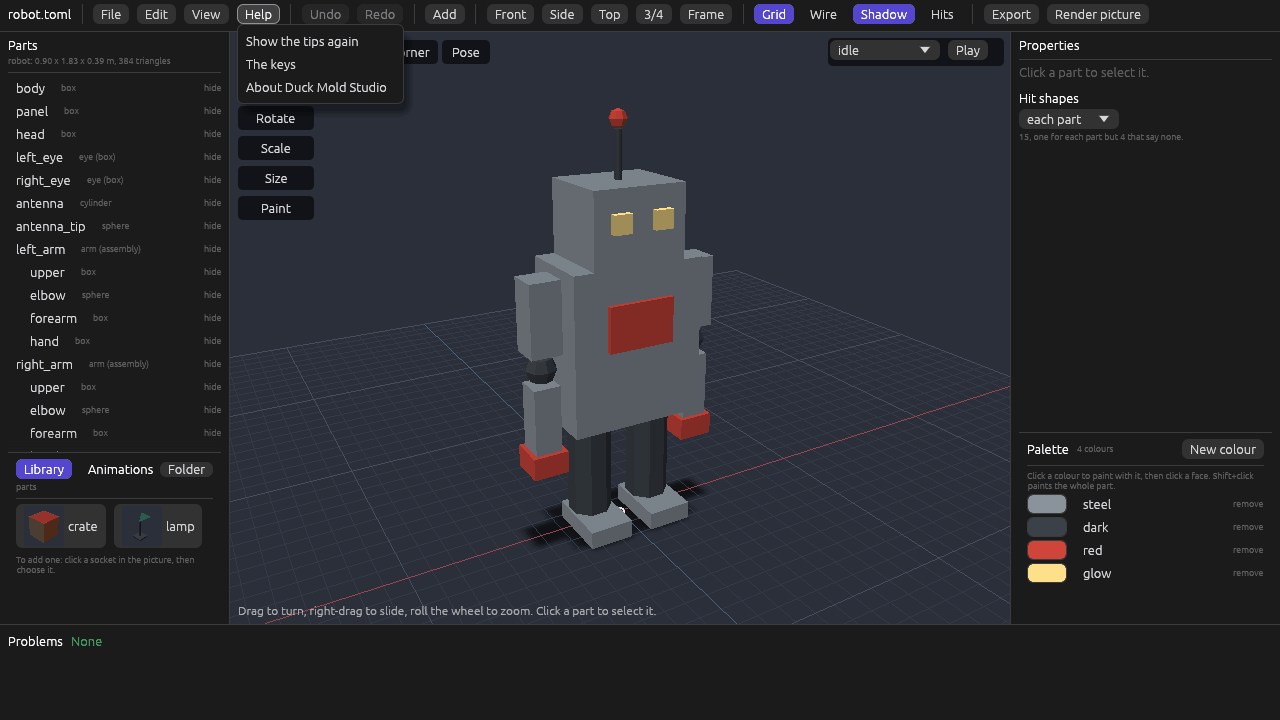 robot.toml File Edit View Help Undo Redo Add Front Side Top 3/4 Frame Grid Wire Shadow Hits Export Render picture
Parts
robot: 0.90 x 1.83 x 0.39 m, 384 triangles
body box hide
panel box hide
head box hide
left_eye eye (box) hide
right_eye eye (box) hide
antenna cylinder hide
antenna_tip sphere hide
left_arm arm (assembly) hide
upper box hide
elbow sphere hide
forearm box hide
hand box hide
right_arm arm (assembly) hide
upper box hide
elbow sphere hide
forearm box hide
Library Animations Folder
parts
crate lamp
To add one: click a socket in the picture, then
choose it.
Show the tips again
The keys
About Duck Mold Studio
Pose
Rotate
Scale
Size
Paint
idle Play
Drag to turn, right-drag to slide, roll the wheel to zoom. Click a part to select it.
Properties
Click a part to select it.
Hit shapes
each part
15, one for each part but 4 that say none.
Palette 4 colours New colour
Click a colour to paint with it, then click a face. Shift+click
paints the whole part.
steel remove
dark remove
red remove
glow remove
Problems None